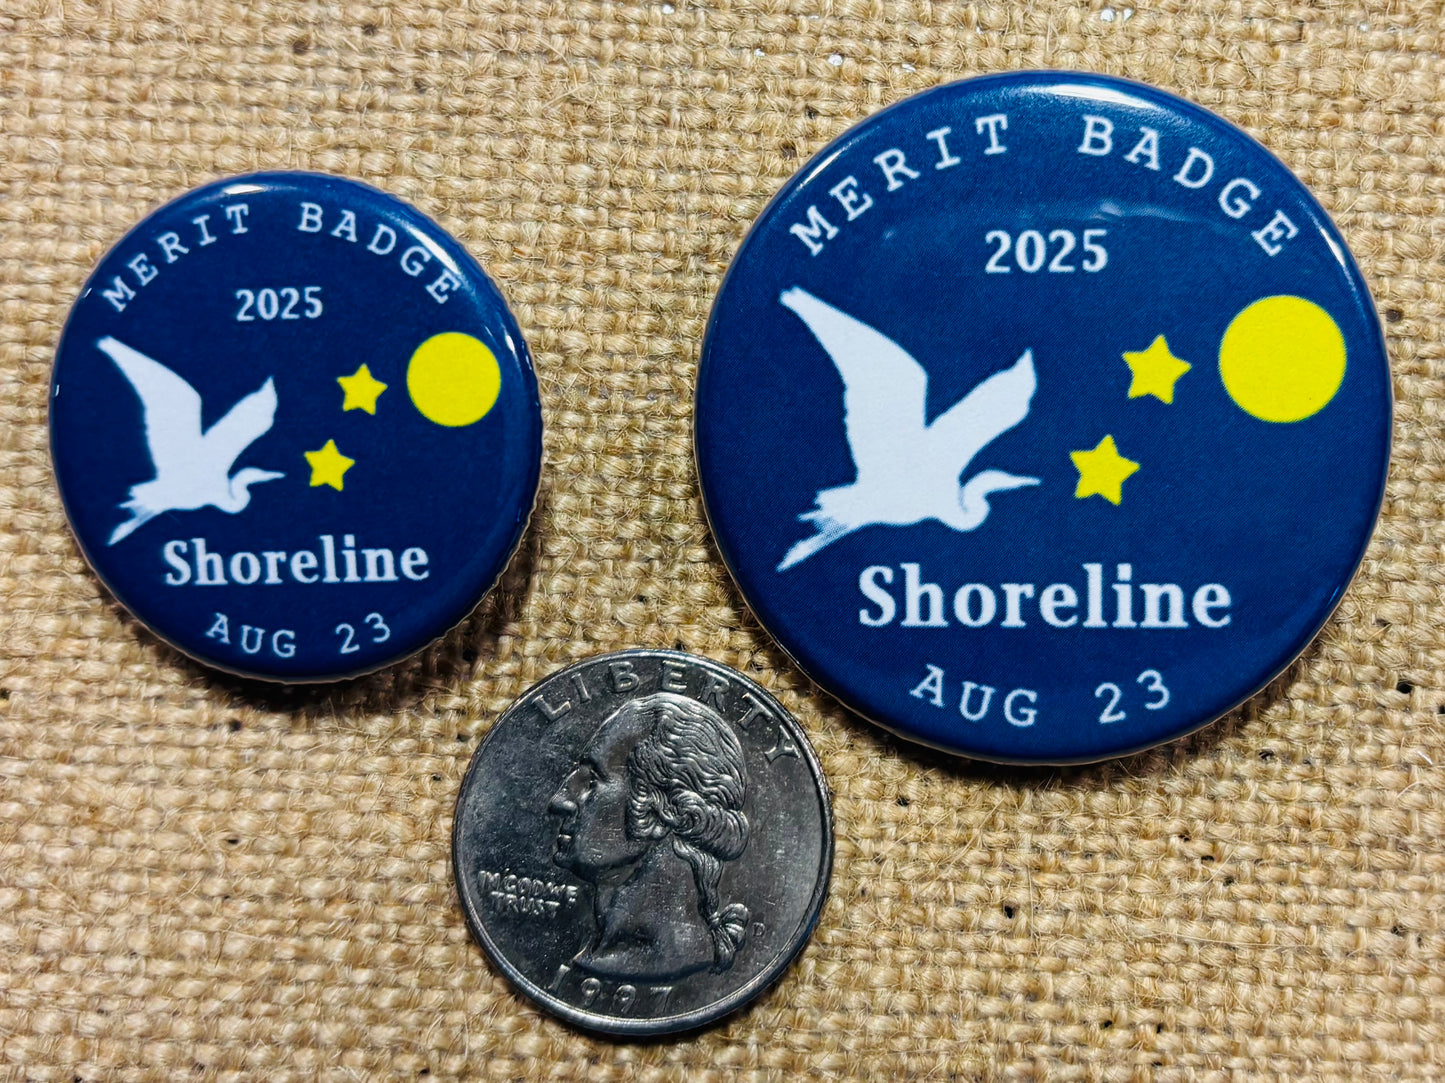 MERIT BADGE
2025
Shoreline
AUG 23
MERIT BADGE
2025
Shoreline
AUG 23
LIBERTY
IN GOD WE
TRUST
D
1997